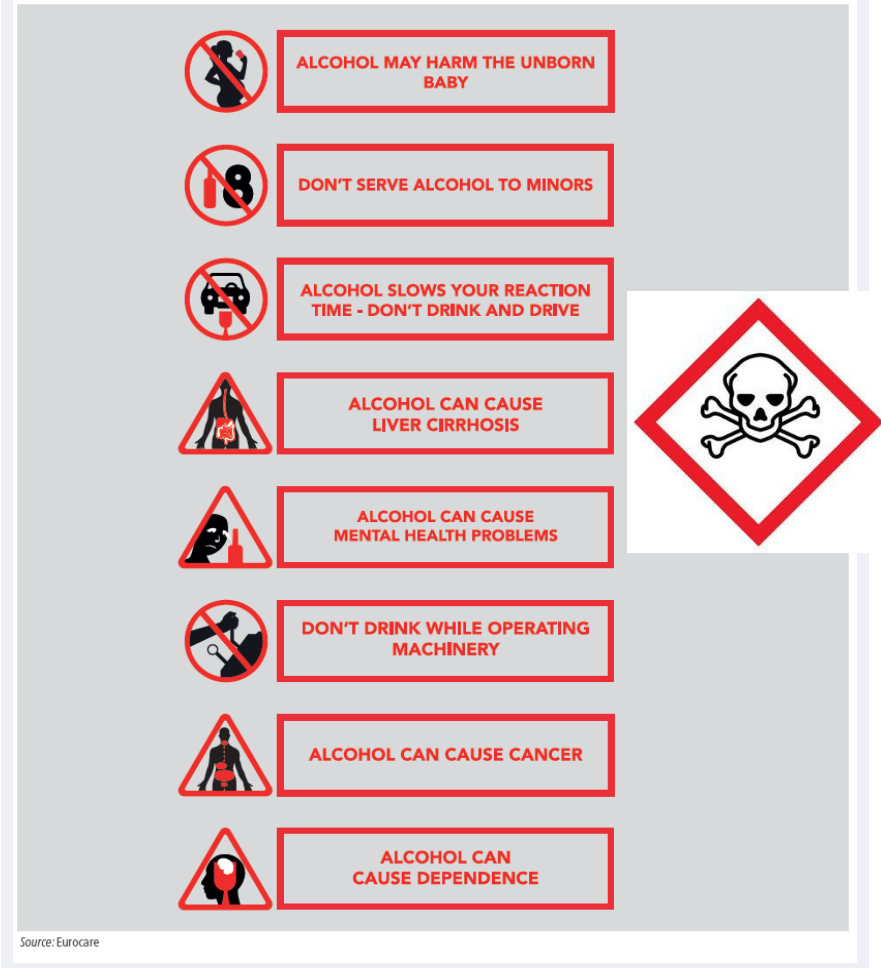 ALCOHOL MAY HARM THE UNBORN
BABY
18
DON'T SERVE ALCOHOL TO MINORS
ALCOHOL SLOWS YOUR REACTION
TIME - DON'T DRINK AND DRIVE
ALCOHOL CAN CAUSE
LIVER CIRRHOSIS
ALCOHOL CAN CAUSE
MENTAL HEALTH PROBLEMS
DON'T DRINK WHILE OPERATING
MACHINERY
ALCOHOL CAN CAUSE CANCER
ALCOHOL CAN
CAUSE DEPENDENCE
Source: Eurocare